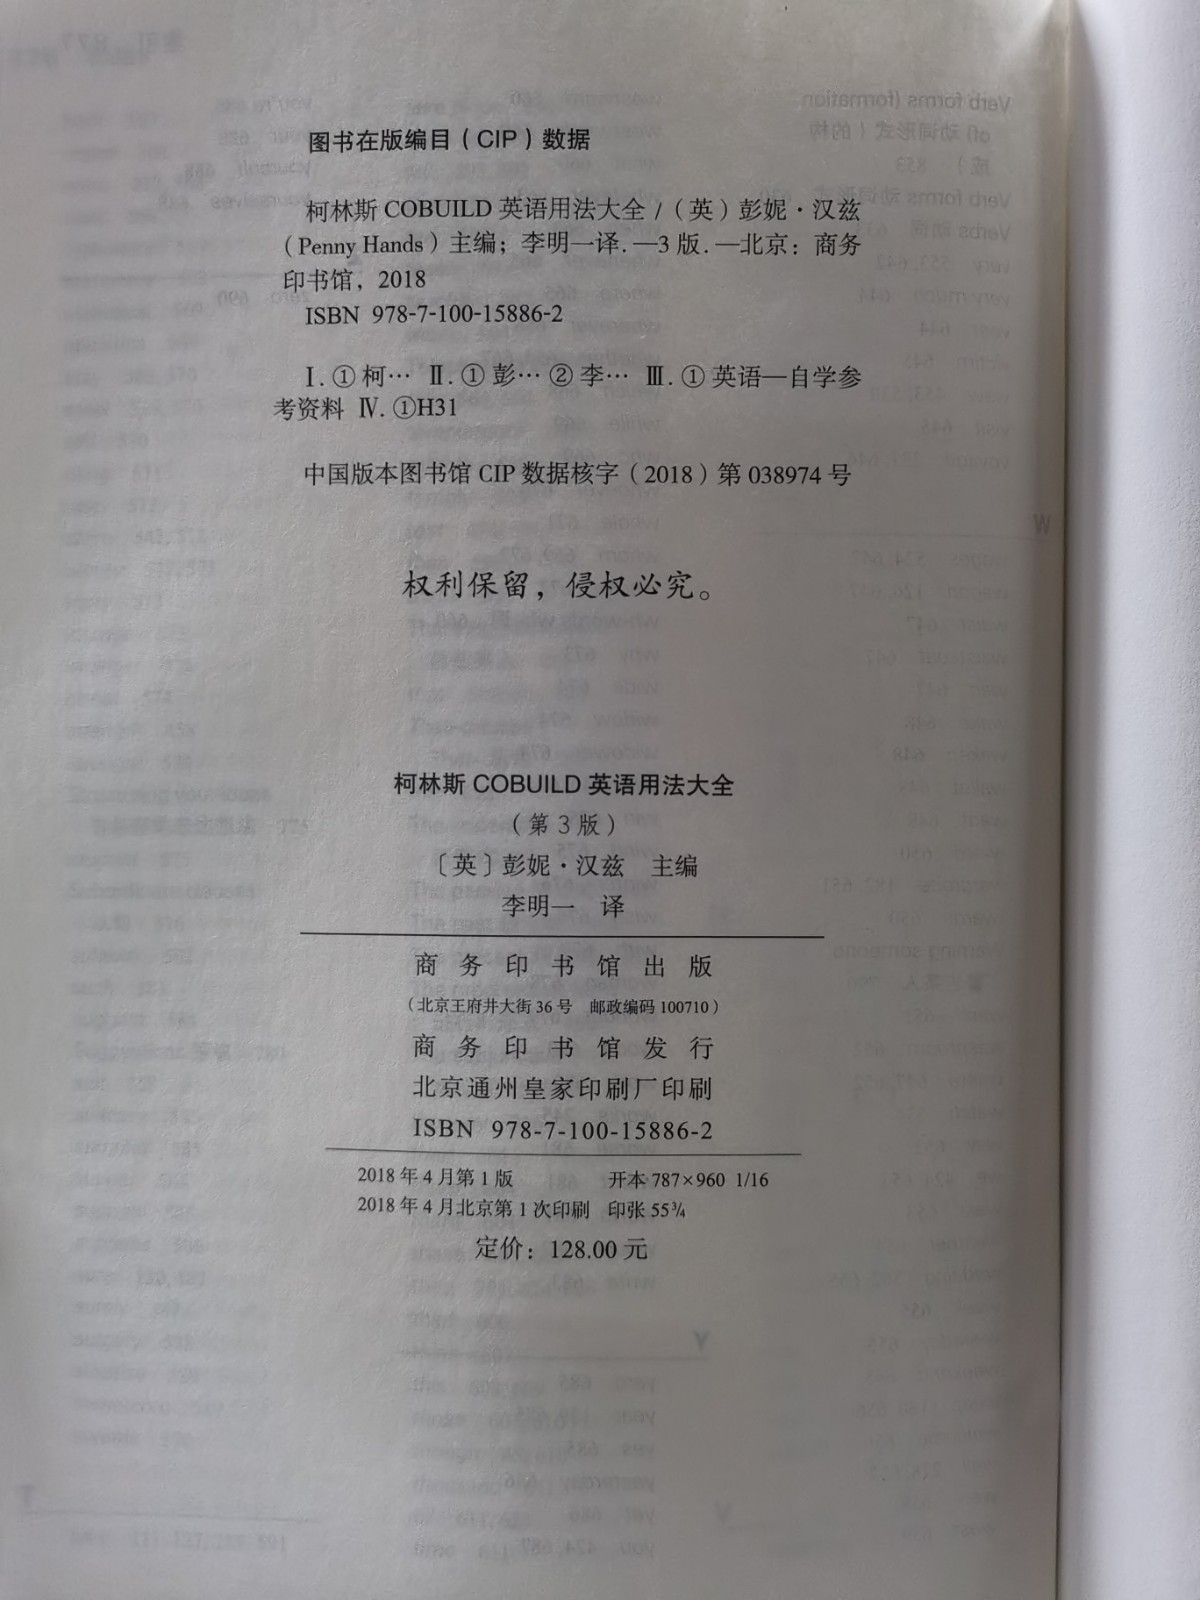 图书在版编目（CIP）数据
柯林斯 COBUILD 英语用法大全 /（英）彭妮·汉兹
（Penny Hands）主编；李明一译. —3 版. —北京：商务
印书馆，2018
ISBN 978-7-100-15886-2
Ⅰ. ①柯… Ⅱ. ①彭… ②李… Ⅲ. ①英语—自学参
考资料 Ⅳ. ①H31
中国版本图书馆 CIP 数据核字（2018）第 038974 号
权利保留，侵权必究。
柯林斯 COBUILD 英语用法大全
（第 3 版）
〔英〕彭妮·汉兹 主编
李明一 译
商务印书馆出版
（北京王府井大街 36 号 邮政编码 100710）
商务印书馆发行
北京通州皇家印刷厂印刷
ISBN 978-7-100-15886-2
2018 年 4 月第 1 版 开本 787×960 1/16
2018 年 4 月北京第 1 次印刷 印张 55¾
定价：128.00 元